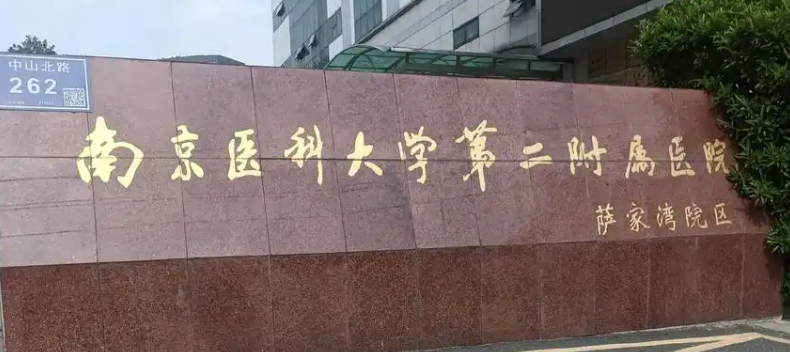 中山北路
262
南京医科大学第二附属医院
萨家湾院区